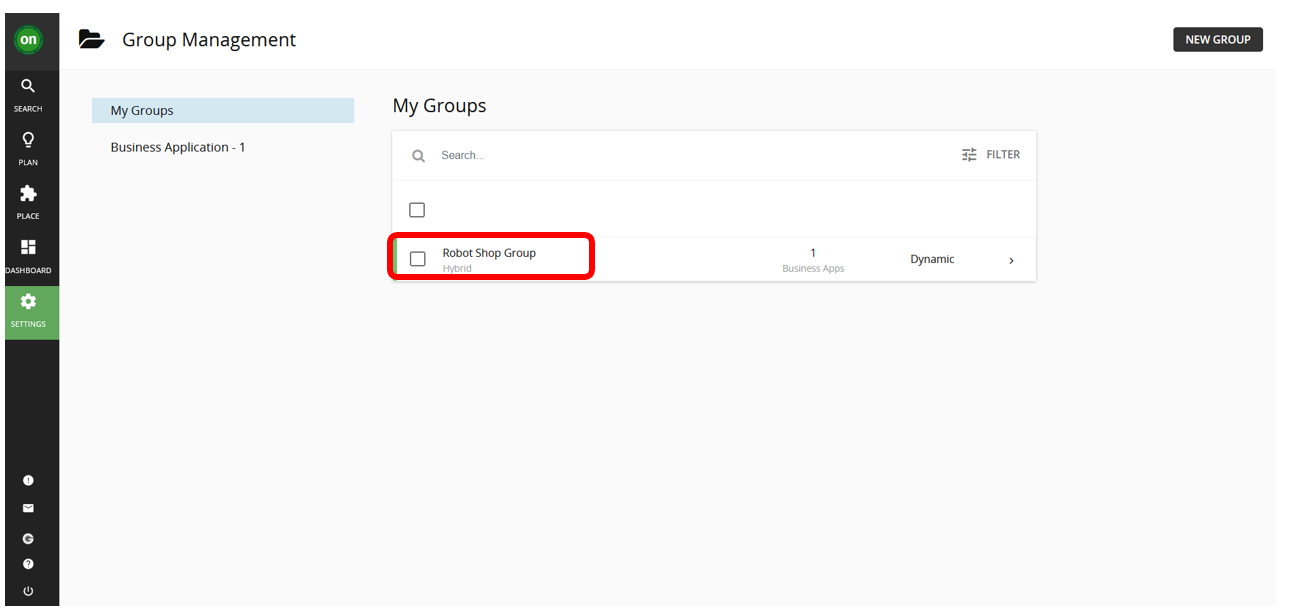 on
Group Management
NEW GROUP
SEARCH
PLAN
PLACE
DASHBOARD
SETTINGS
My Groups
Business Application - 1
My Groups
Search...
FILTER
Robot Shop Group
Hybrid
1
Business Apps
Dynamic